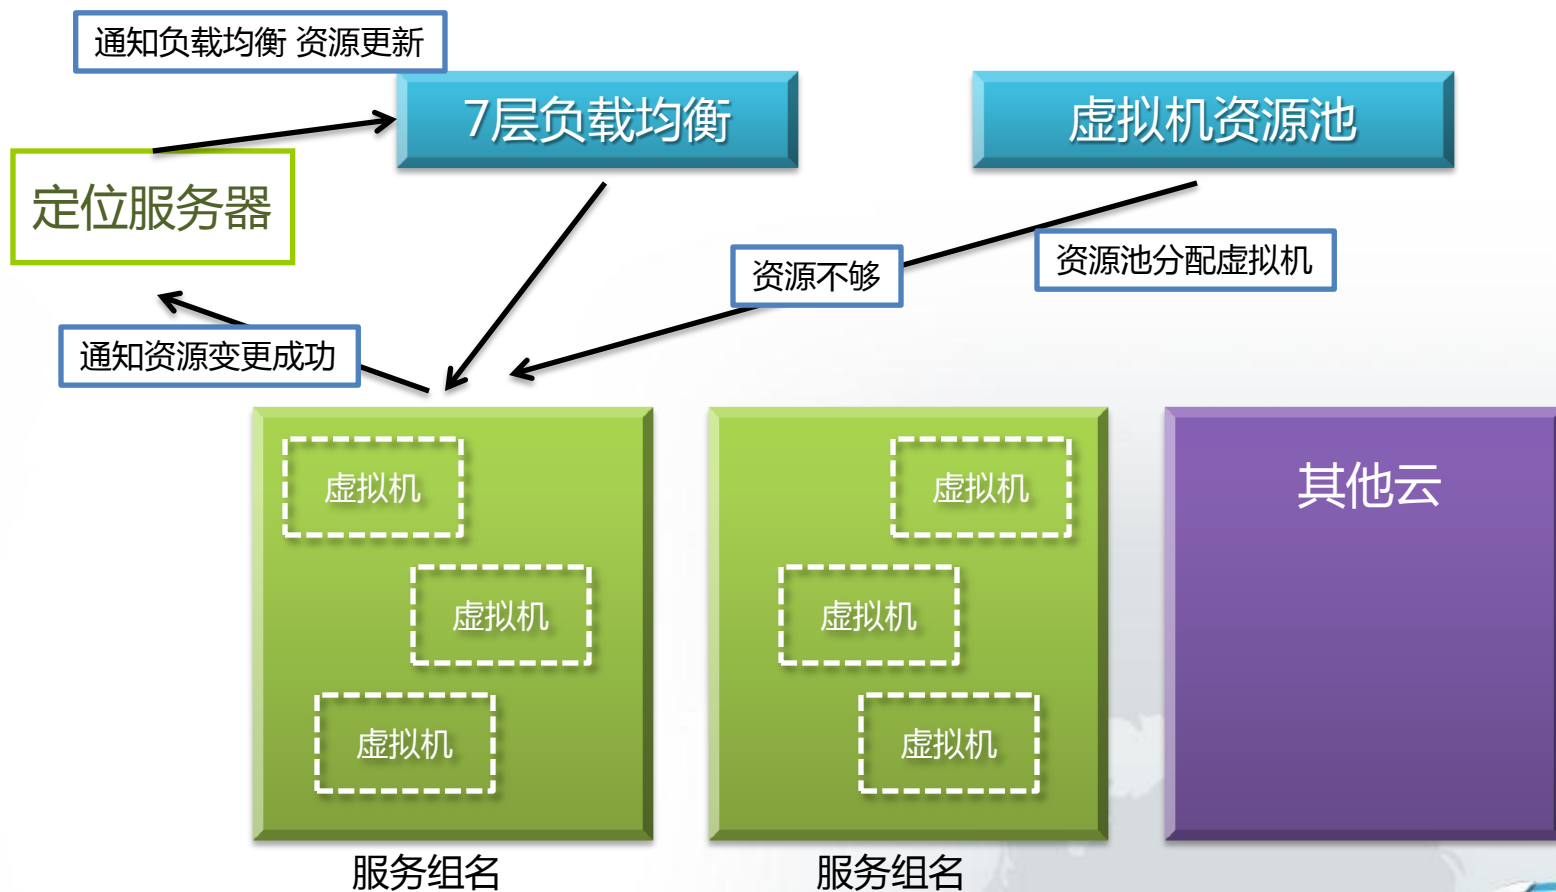 通知负载均衡 资源更新
7层负载均衡
虚拟机资源池
定位服务器
资源不够
资源池分配虚拟机
通知资源变更成功
虚拟机
虚拟机
虚拟机
服务组名
虚拟机
虚拟机
虚拟机
服务组名
其他云